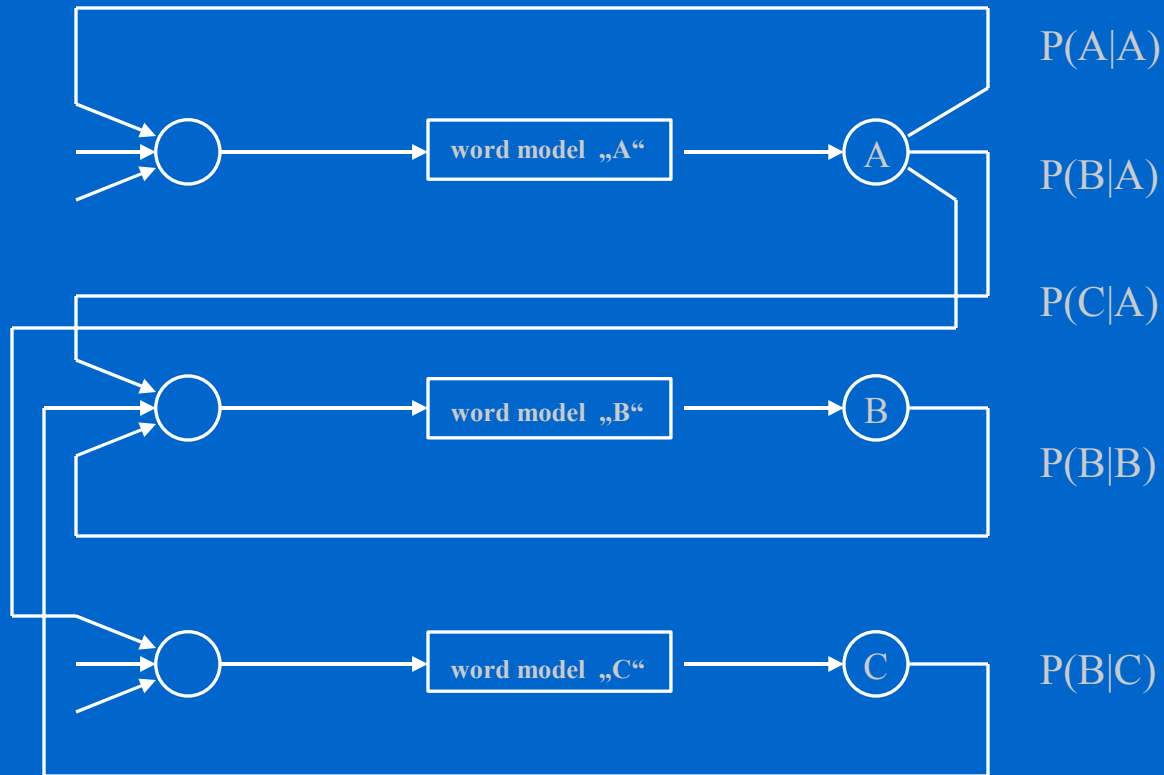 P(A|A)
word model „A“
A
P(B|A)
P(C|A)
word model „B“
B
P(B|B)
word model „C“
C
P(B|C)